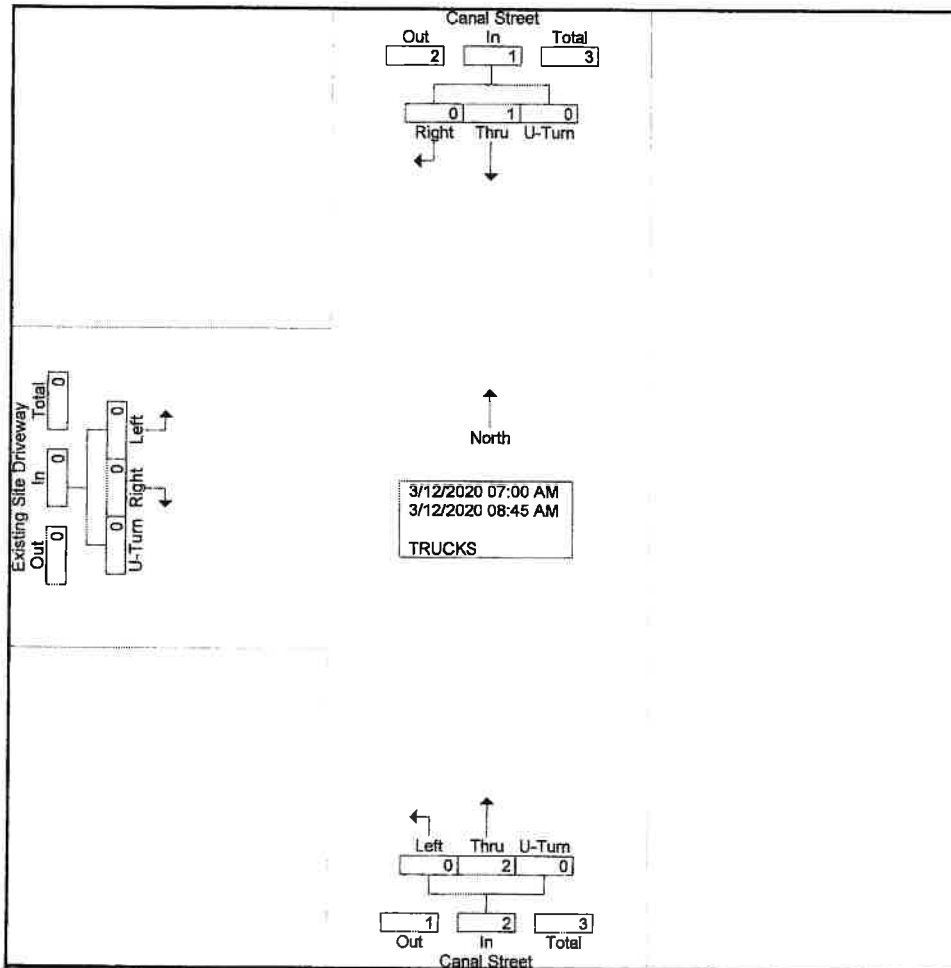 Canal Street
Out In Total
2 1 3
0 1 0
Right Thru U-Turn
Existing Site Driveway
Out In Total
0 0 0
0 0 0
U-Turn Right Left
North
3/12/2020 07:00 AM
3/12/2020 08:45 AM
TRUCKS
Left Thru U-Turn
0 2 0
1 2 3
Out In Total
Canal Street